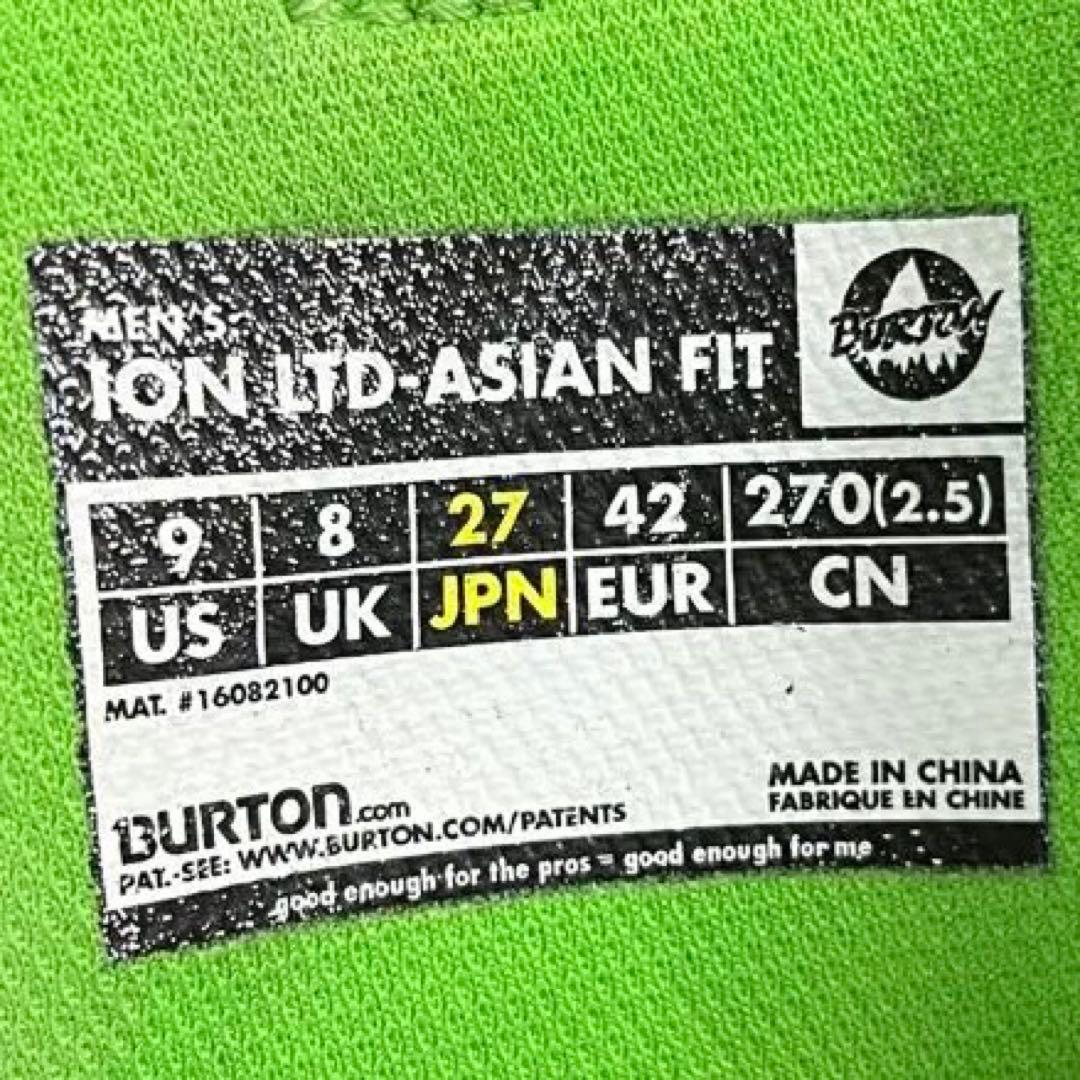 MEN'S
ION LTD-ASIAN FIT
BURTON
9 8 27 42 270(2.5)
US UK JPN EUR CN
MAT. #16082100
MADE IN CHINA
FABRIQUE EN CHINE
BURTON.com
PAT.-SEE: WWW.BURTON.COM/PATENTS
good enough for the pros = good enough for me